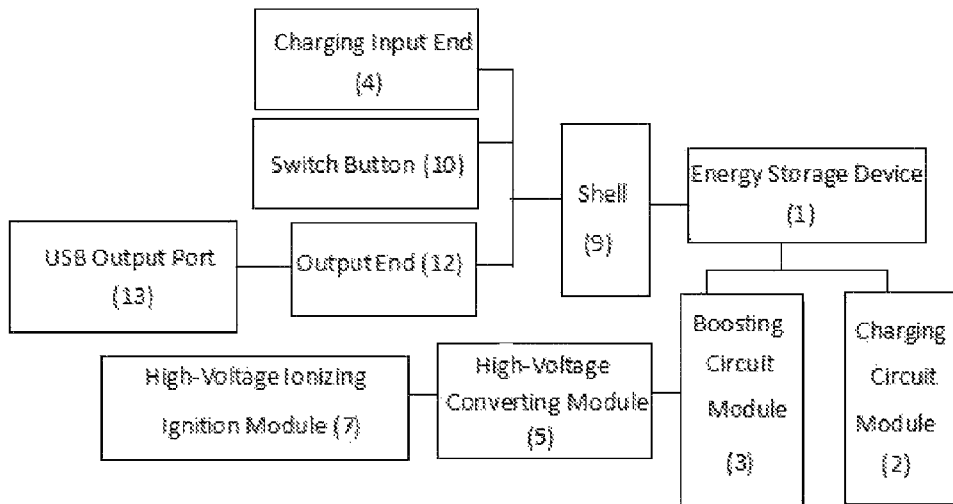 Charging Input End
(4)
Switch Button (10)
USB Output Port
(13)
Output End (12)
Shell
(9)
Energy Storage Device
(1)
High-Voltage Ionizing
Ignition Module (7)
High-Voltage
Converting Module
(5)
Boosting
Circuit
Module
(3)
Charging
Circuit
Module
(2)